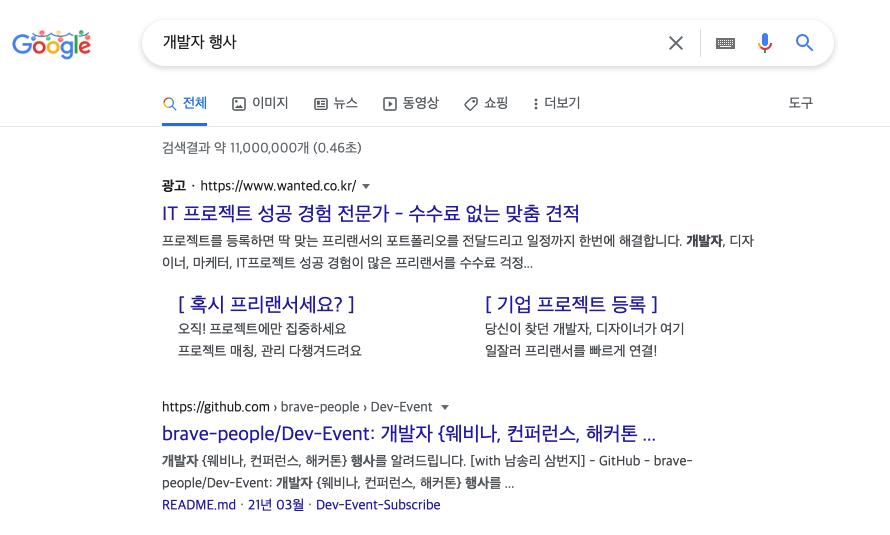 Google
개발자 행사
전체 이미지 뉴스 동영상 쇼핑 더보기 도구
검색결과 약 11,000,000개 (0.46초)
광고 · https://www.wanted.co.kr/
IT 프로젝트 성공 경험 전문가 - 수수료 없는 맞춤 견적
프로젝트를 등록하면 딱 맞는 프리랜서의 포트폴리오를 전달드리고 일정까지 한번에 해결합니다. 개발자, 디자
이너, 마케터, IT프로젝트 성공 경험이 많은 프리랜서를 수수료 걱정...
[ 혹시 프리랜서세요? ]
오직! 프로젝트에만 집중하세요
프로젝트 매칭, 관리 다챙겨드려요
[ 기업 프로젝트 등록 ]
당신이 찾던 개발자, 디자이너가 여기
일잘러 프리랜서를 빠르게 연결!
https://github.com › brave-people › Dev-Event
brave-people/Dev-Event: 개발자 {웨비나, 컨퍼런스, 해커톤 ...
개발자 {웨비나, 컨퍼런스, 해커톤} 행사를 알려드립니다. [with 남송리 삼번지] - GitHub - brave-
people/Dev-Event: 개발자 {웨비나, 컨퍼런스, 해커톤} 행사를 ...
README.md · 21년 03월 · Dev-Event-Subscribe